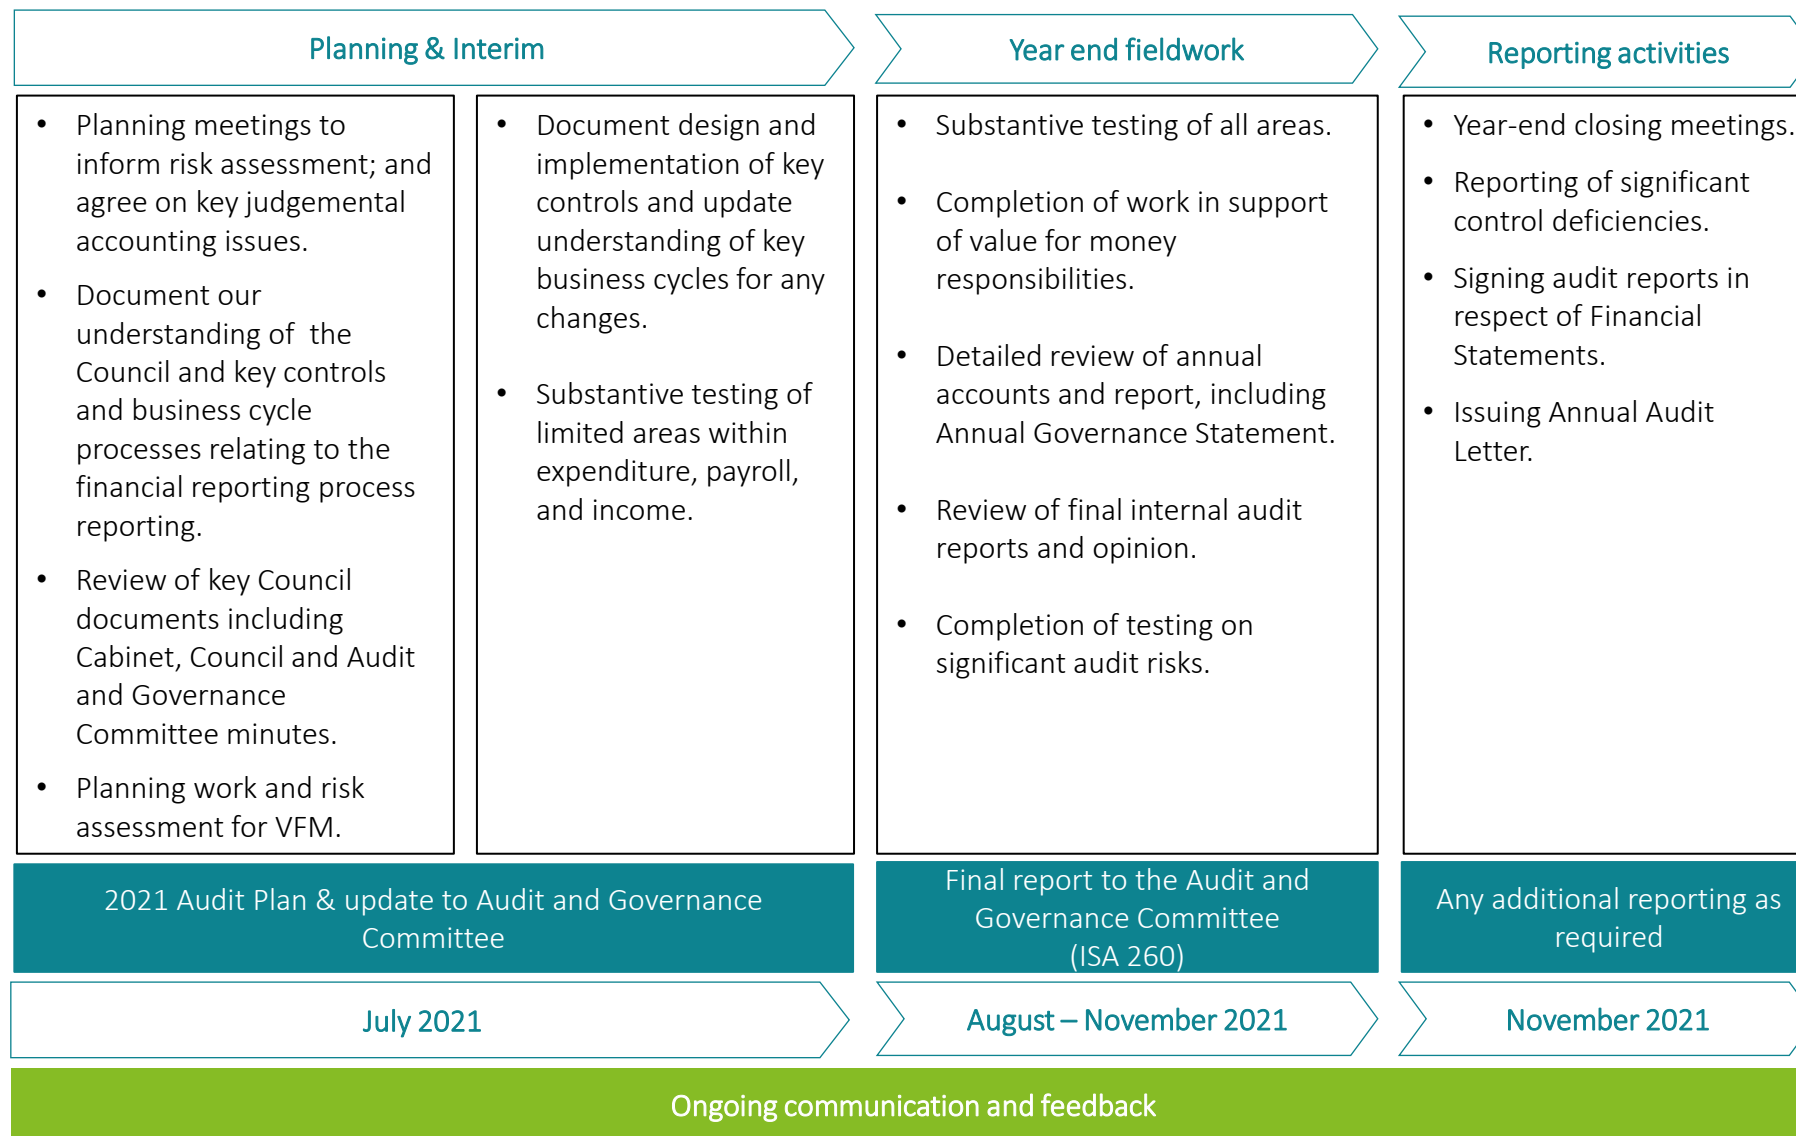 Planning & Interim
Year end fieldwork
Reporting activities
• Planning meetings to
inform risk assessment; and
agree on key judgemental
accounting issues.
• Document our
understanding of the
Council and key controls
and business cycle
processes relating to the
financial reporting process
reporting.
• Review of key Council
documents including
Cabinet, Council and Audit
and Governance
Committee minutes.
• Planning work and risk
assessment for VFM.
• Document design and
implementation of key
controls and update
understanding of key
business cycles for any
changes.
• Substantive testing of
limited areas within
expenditure, payroll,
and income.
• Substantive testing of all areas.
• Completion of work in support
of value for money
responsibilities.
• Detailed review of annual
accounts and report, including
Annual Governance Statement.
• Review of final internal audit
reports and opinion.
• Completion of testing on
significant audit risks.
• Year-end closing meetings.
• Reporting of significant
control deficiencies.
• Signing audit reports in
respect of Financial
Statements.
• Issuing Annual Audit
Letter.
2021 Audit Plan & update to Audit and Governance
Committee
Final report to the Audit and
Governance Committee
(ISA 260)
Any additional reporting as
required
July 2021
August – November 2021
November 2021
Ongoing communication and feedback